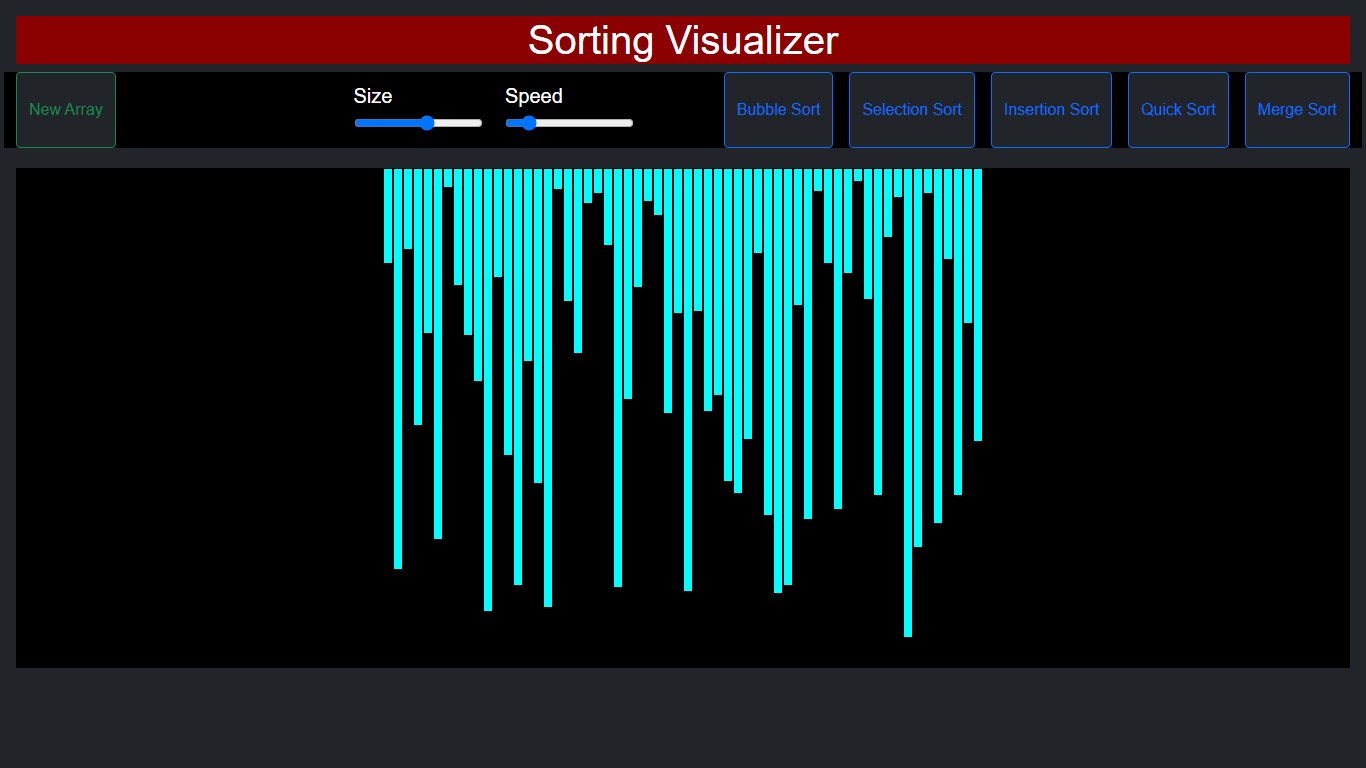 Sorting Visualizer
New Array
Size
Speed
Bubble Sort
Selection Sort
Insertion Sort
Quick Sort
Merge Sort